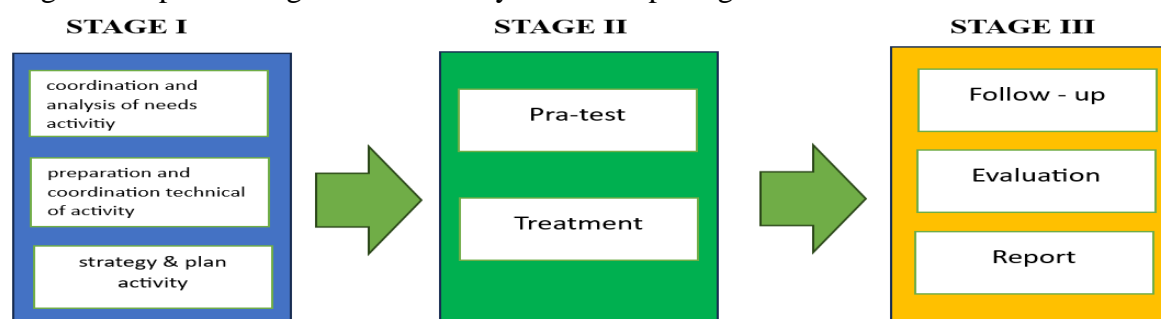 STAGE I
coordination and
analysis of needs
activitiy
preparation and
coordination technical
of activity
strategy & plan
activity
STAGE II
Pra-test
Treatment
STAGE III
Follow - up
Evaluation
Report